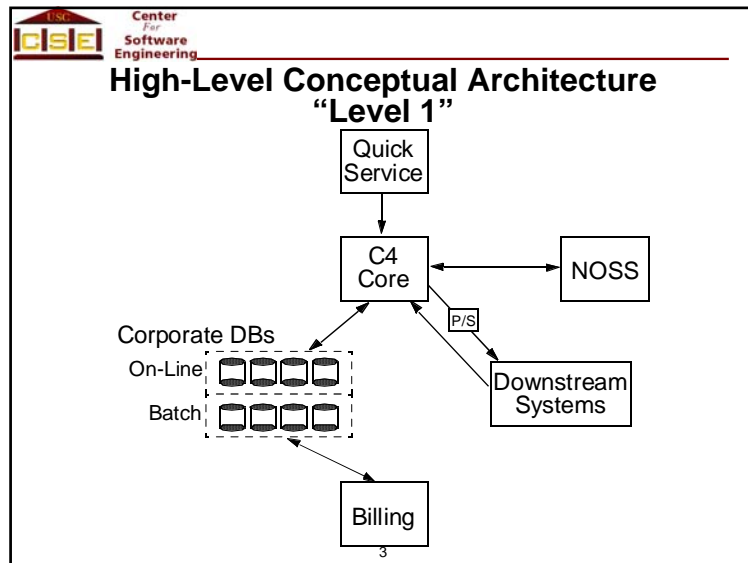 USC
CSE
Center
For
Software
Engineering
High-Level Conceptual Architecture
“Level 1”
Quick
Service
C4
Core
NOSS
P/S
Corporate DBs
On-Line
Batch
Downstream
Systems
Billing
3